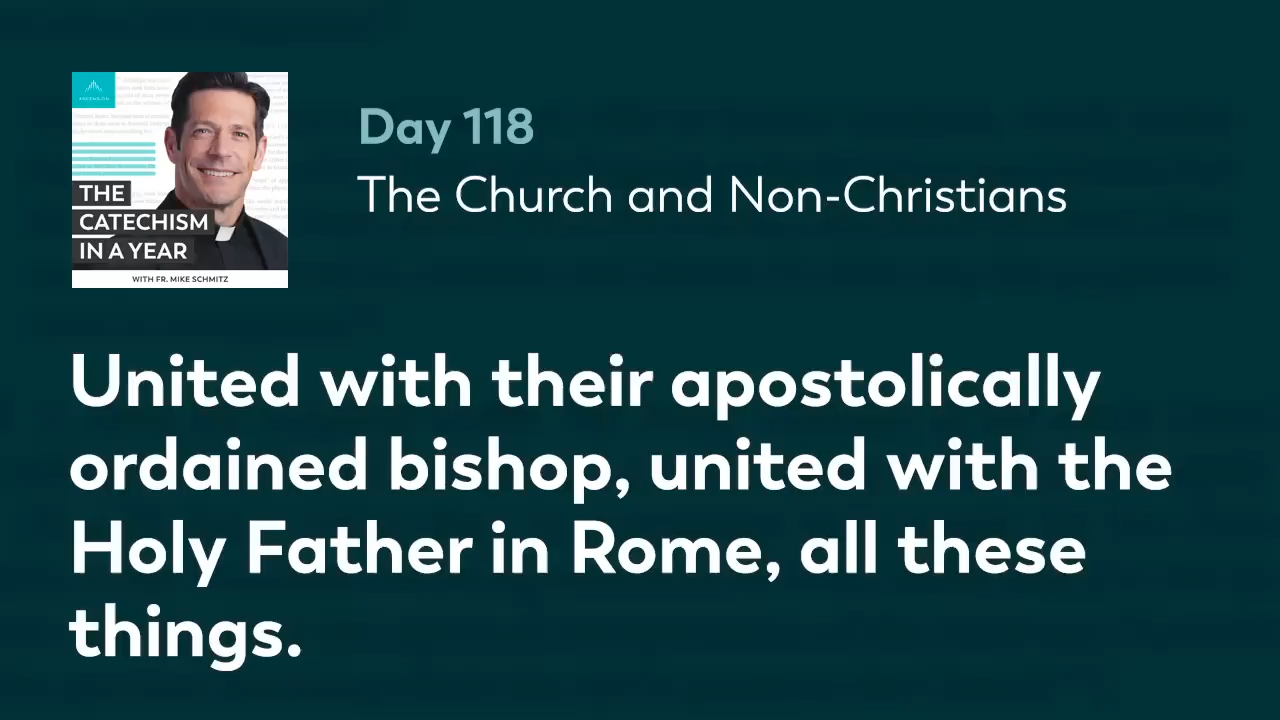 ASCENSION
THE
CATECHISM
IN A YEAR
WITH FR. MIKE SCHMITZ
Day 118
The Church and Non-Christians
United with their apostolically
ordained bishop, united with the
Holy Father in Rome, all these
things.